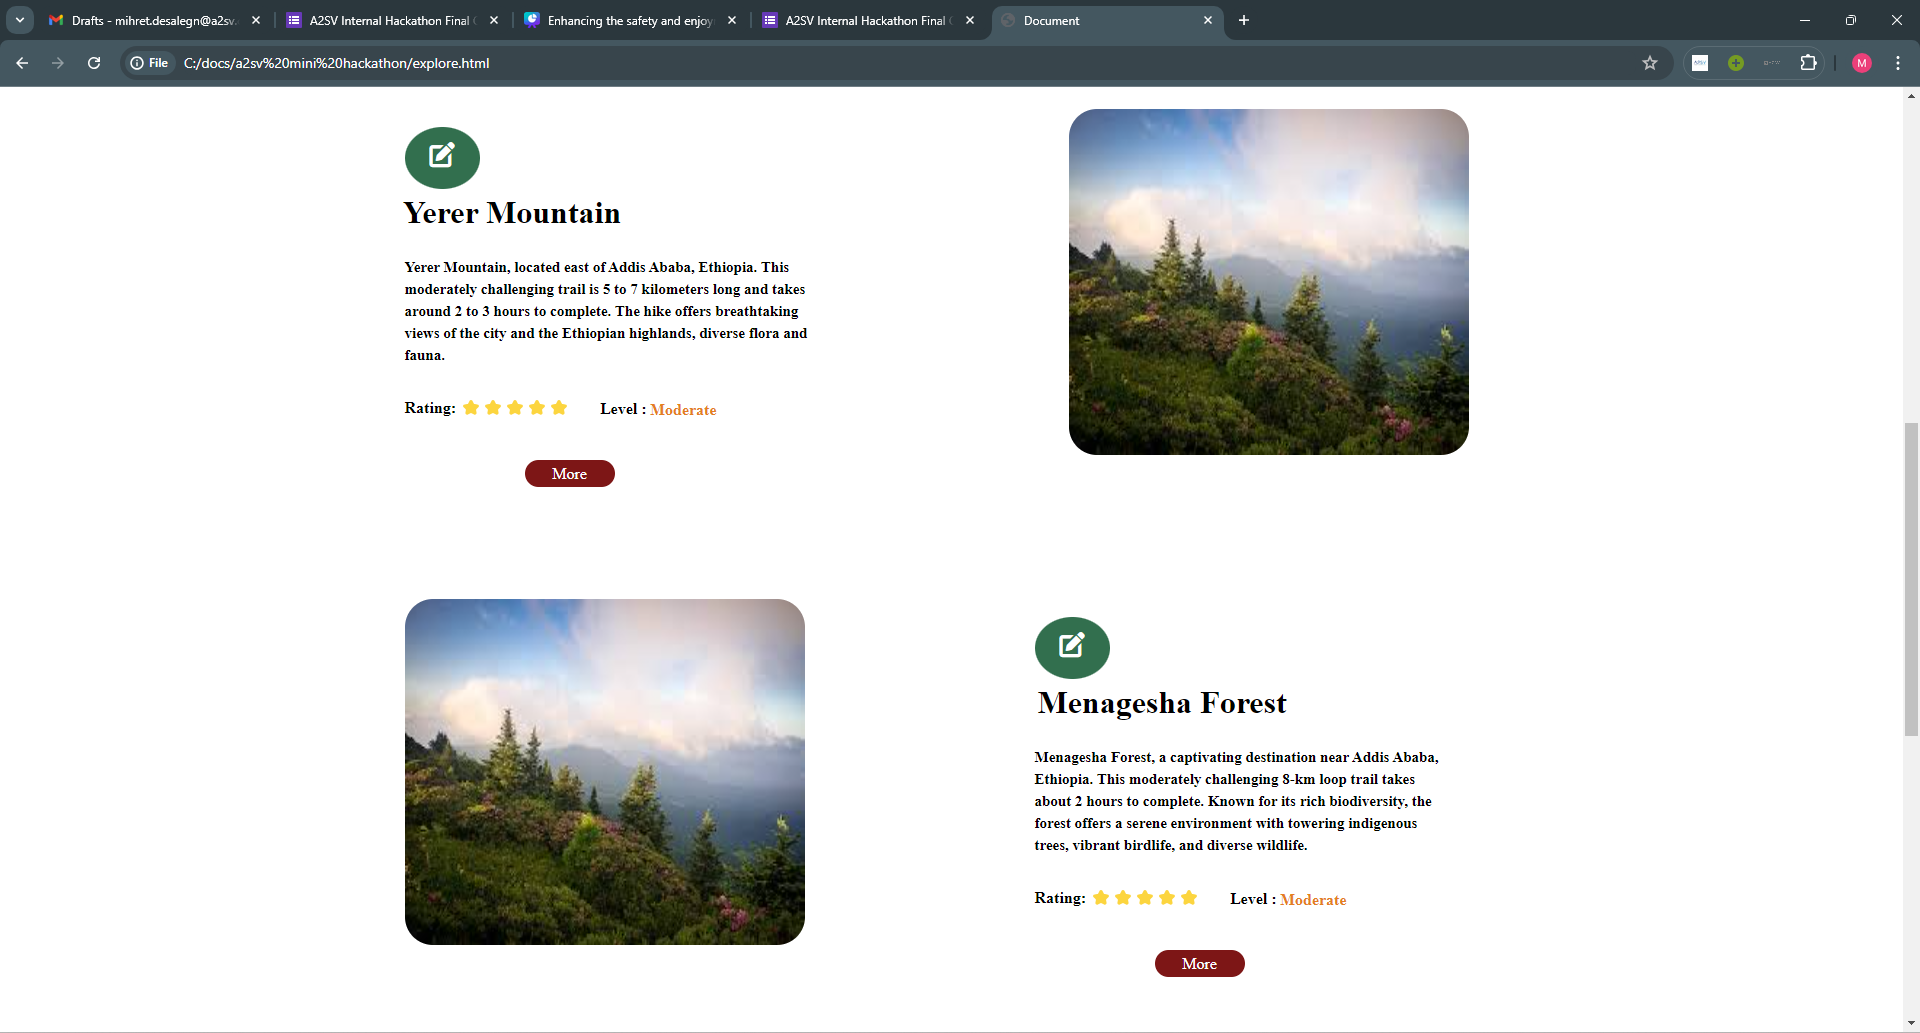 Drafts - mihret.desalegn@a2sv.
A2SV Internal Hackathon Final
Enhancing the safety and enjoy
A2SV Internal Hackathon Final
Document
File
C:/docs/a2sv%20mini%20hackathon/explore.html
M
Yerer Mountain
Yerer Mountain, located east of Addis Ababa, Ethiopia. This
moderately challenging trail is 5 to 7 kilometers long and takes
around 2 to 3 hours to complete. The hike offers breathtaking
views of the city and the Ethiopian highlands, diverse flora and
fauna.
Rating:
Level : Moderate
More
Menagesha Forest
Menagesha Forest, a captivating destination near Addis Ababa,
Ethiopia. This moderately challenging 8-km loop trail takes
about 2 hours to complete. Known for its rich biodiversity, the
forest offers a serene environment with towering indigenous
trees, vibrant birdlife, and diverse wildlife.
Rating:
Level : Moderate
More